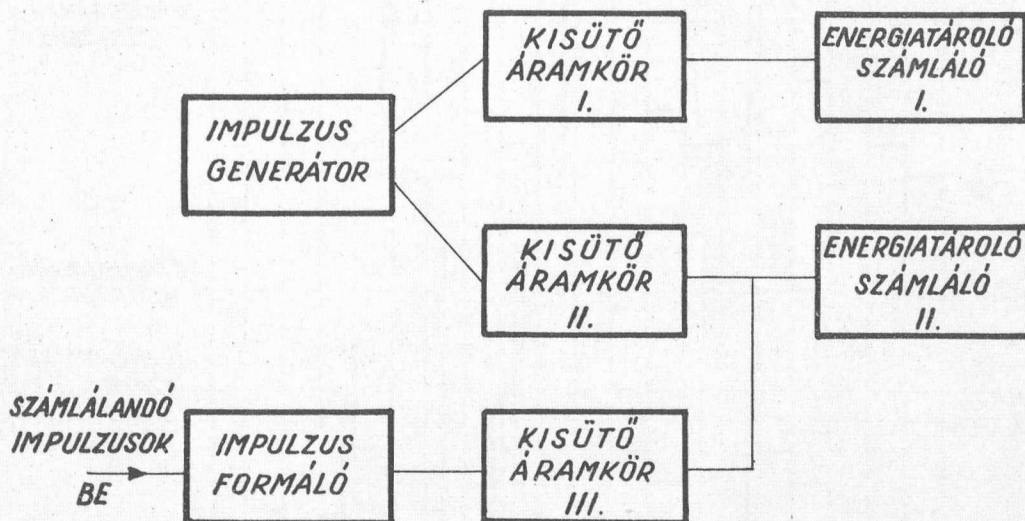 KISÜTŐ
ÁRAMKÖR
I.
ENERGIATÁROLÓ
SZÁMLÁLÓ
I.
IMPULZUS
GENERÁTOR
KISÜTŐ
ÁRAMKÖR
II.
ENERGIATÁROLÓ
SZÁMLÁLÓ
II.
SZÁMLÁLANDÓ
IMPULZUSOK
BE
IMPULZUS
FORMÁLÓ
KISÜTŐ
ÁRAMKÖR
III.